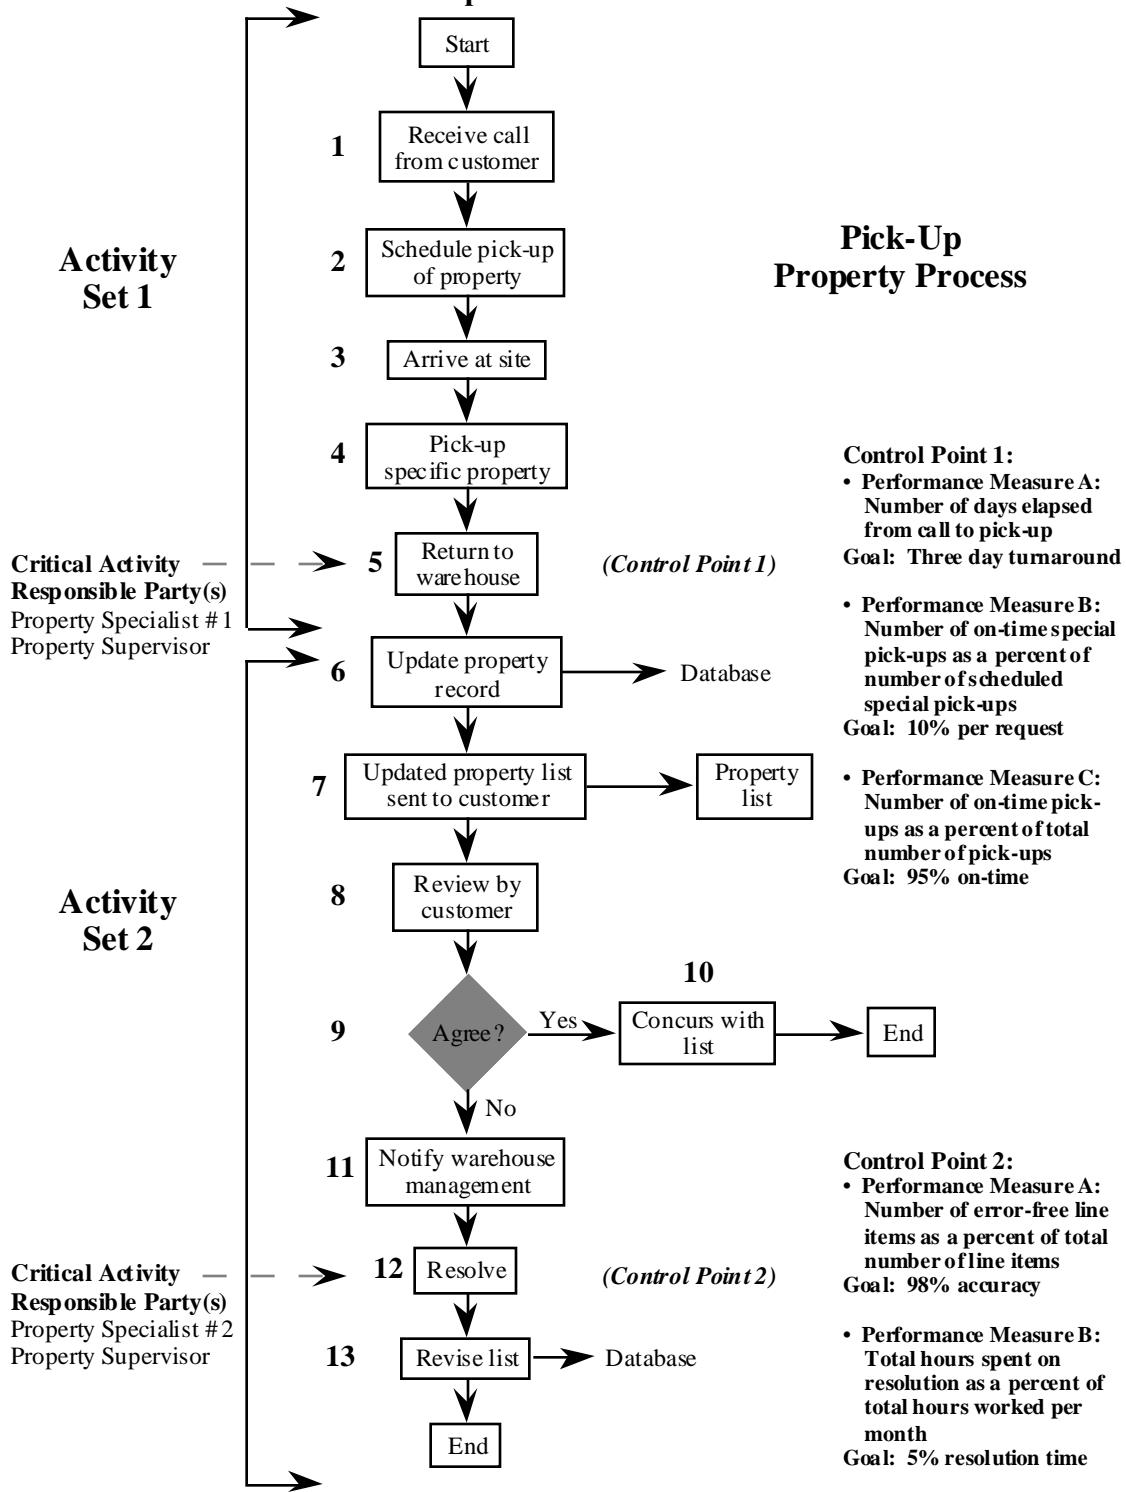 Start
1
Receive call
from customer
Activity
Set 1
2
Schedule pick-up
of property
Pick-Up
Property Process
3
Arrive at site
4
Pick-up
specific property
5
Return to
warehouse
(Control Point 1)
Critical Activity
Responsible Party(s)
Property Specialist #1
Property Supervisor
Control Point 1:
• Performance Measure A:
Number of days elapsed
from call to pick-up
Goal: Three day turnaround
• Performance Measure B:
Number of on-time special
pick-ups as a percent of
number of scheduled
special pick-ups
Goal: 10% per request
• Performance Measure C:
Number of on-time pick-
ups as a percent of total
number of pick-ups
Goal: 95% on-time
6
Update property
record
Database
7
Updated property list
sent to customer
Property
list
Activity
Set 2
8
Review by
customer
9
Agree?
Yes
10
Concurs with
list
End
No
11
Notify warehouse
management
12
Resolve
(Control Point 2)
Critical Activity
Responsible Party(s)
Property Specialist #2
Property Supervisor
13
Revise list
Database
End
Control Point 2:
• Performance Measure A:
Number of error-free line
items as a percent of total
number of line items
Goal: 98% accuracy
• Performance Measure B:
Total hours spent on
resolution as a percent of
total hours worked per
month
Goal: 5% resolution time